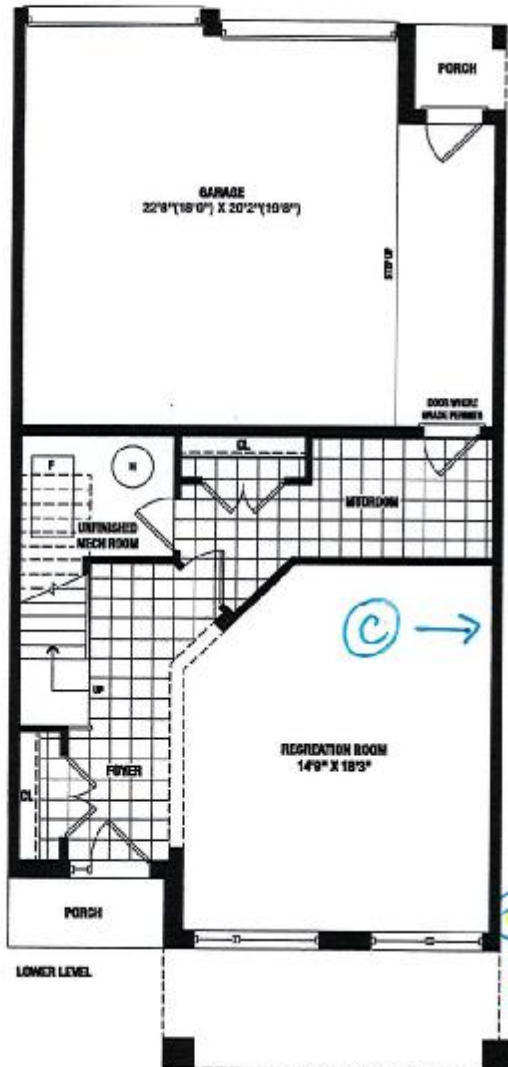 PORCH
GARAGE
22'8"(18'0") X 20'2"(19'8")
STEP UP
DOOR WHERE
GRADE PERMITS
CL
F
H
MUDROOM
UNFINISHED
MECH ROOM
C
UP
RECREATION ROOM
14'9" X 18'3"
FOYER
CL
PORCH
LOWER LEVEL